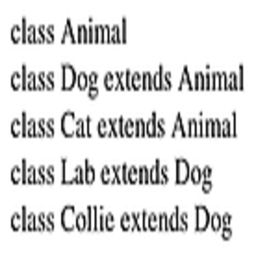 class Animal
class Dog extends Animal
class Cat extends Animal
class Lab extends Dog
class Collie extends Dog